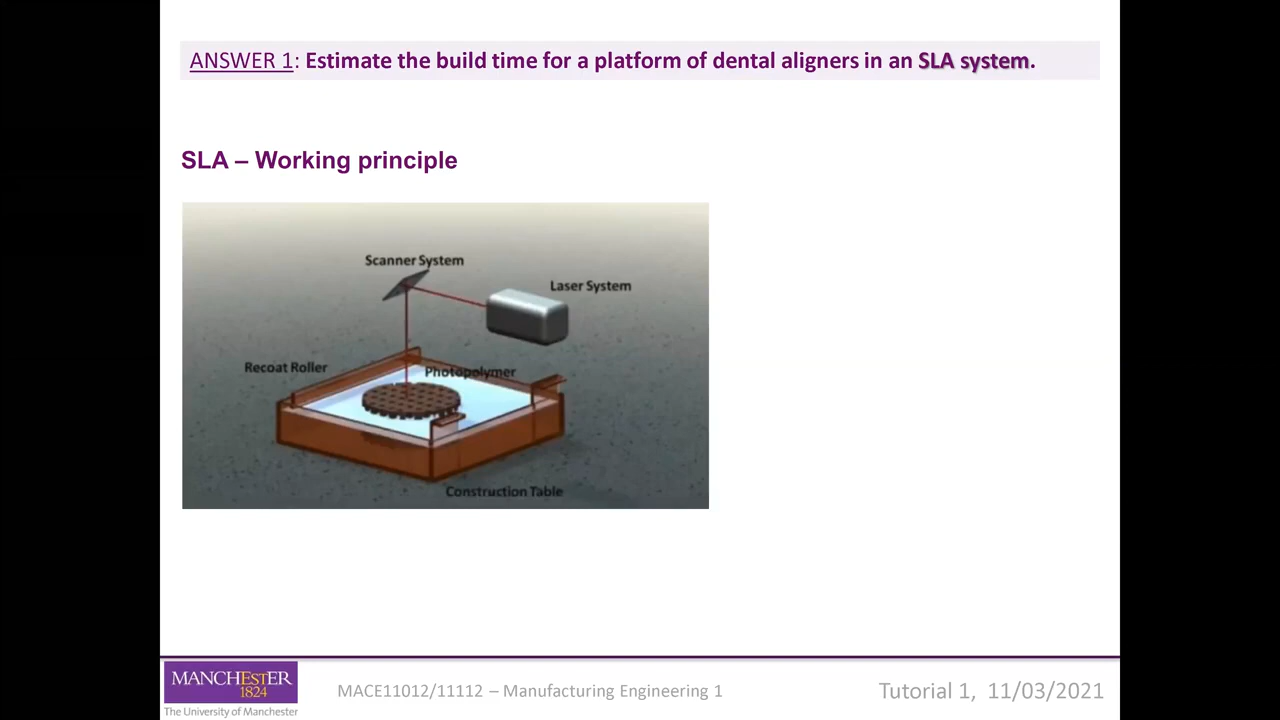 ANSWER 1: Estimate the build time for a platform of dental aligners in an SLA system.
SLA – Working principle
Scanner System
Laser System
Recoat Roller
Photopolymer
Construction Table
MANCHESTER
1824
The University of Manchester
MACE11012/11112 – Manufacturing Engineering 1
Tutorial 1, 11/03/2021